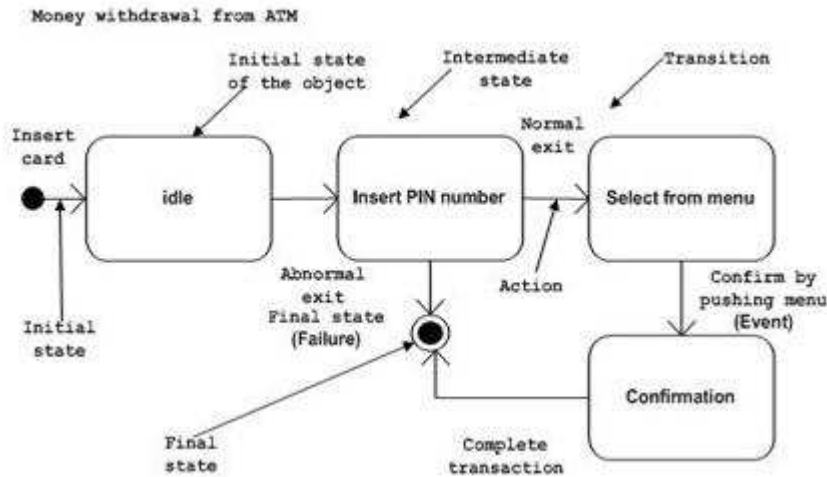 Money withdrawal from ATM
Initial state
of the object
Intermediate
state
Transition
Insert
card
Normal
exit
idle
Insert PIN number
Select from menu
Abnormal
exit
Final state
(Failure)
Action
Confirm by
pushing menu
(Event)
Initial
state
Confirmation
Final
state
Complete
transaction